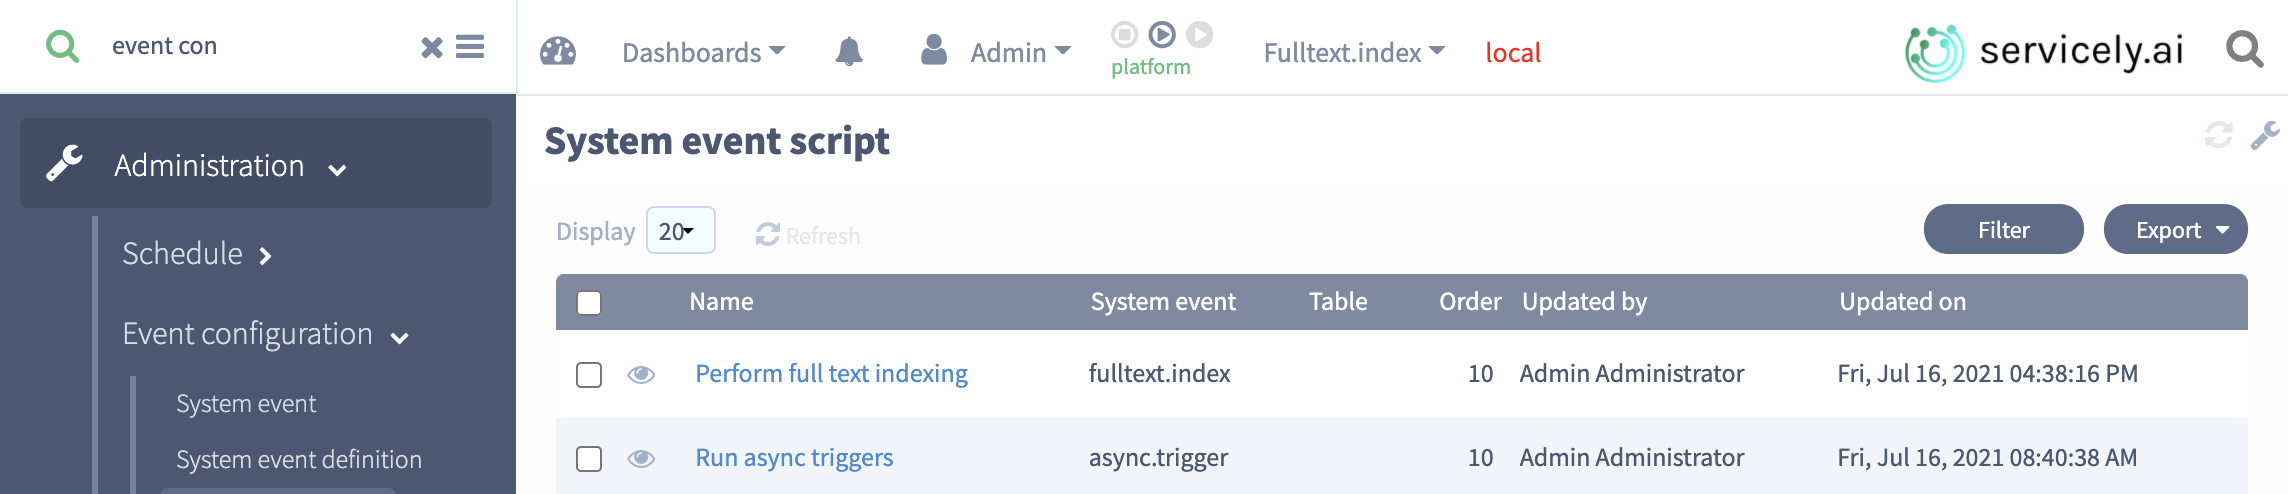 event con
Dashboards
Admin
platform
Fulltext.index
local
servicely.ai
Administration
Schedule
Event configuration
System event
System event definition
System event script
Display 20 Refresh
Filter
Export
Name System event Table Order Updated by Updated on
Perform full text indexing fulltext.index 10 Admin Administrator Fri, Jul 16, 2021 04:38:16 PM
Run async triggers async.trigger 10 Admin Administrator Fri, Jul 16, 2021 08:40:38 AM